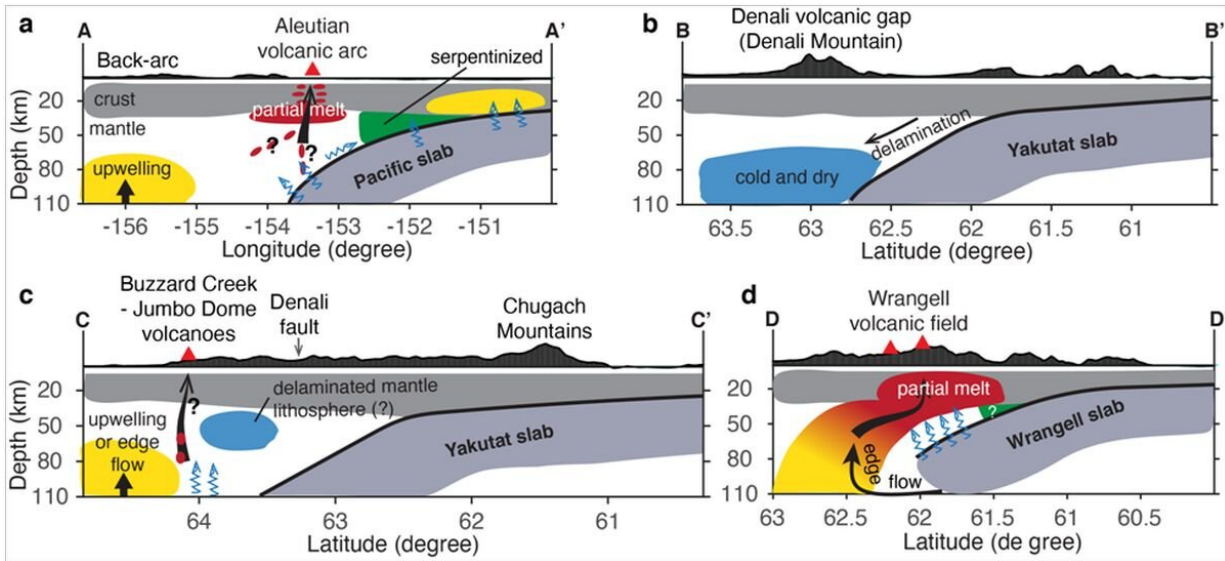 a
A
Aleutian
volcanic arc
A’
Back-arc
serpentinized
crust
partial melt
mantle
?
?
upwelling
Pacific slab
20
50
80
110
Depth (km)
-156
-155
-154
-153
-152
-151
Longitude (degree)
b
B
Denali volcanic gap
(Denali Mountain)
B’
20
50
80
110
delamination
Yakutat slab
cold and dry
63.5
63
62.5
62
61.5
61
Latitude (degree)
c
C
Buzzard Creek
- Jumbo Dome
volcanoes
Denali
fault
Chugach
Mountains
C’
20
50
80
110
Depth (km)
?
delaminated mantle
lithosphere (?)
upwelling
or edge
flow
Yakutat slab
64
63
62
61
Latitude (degree)
d
D
Wrangell
volcanic field
D
20
50
80
110
partial melt
?
Wrangell slab
edge
flow
63
62.5
62
61.5
61
60.5
Latitude (de gree)